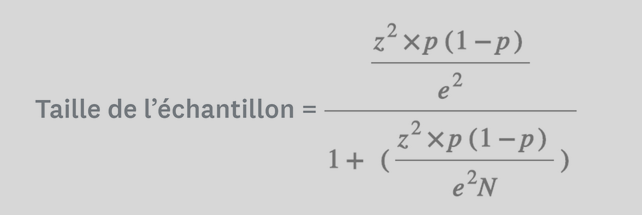 z² × p (1 − p)
e²
Taille de l’échantillon =
z² × p (1 − p)
1 + ( )
e²N